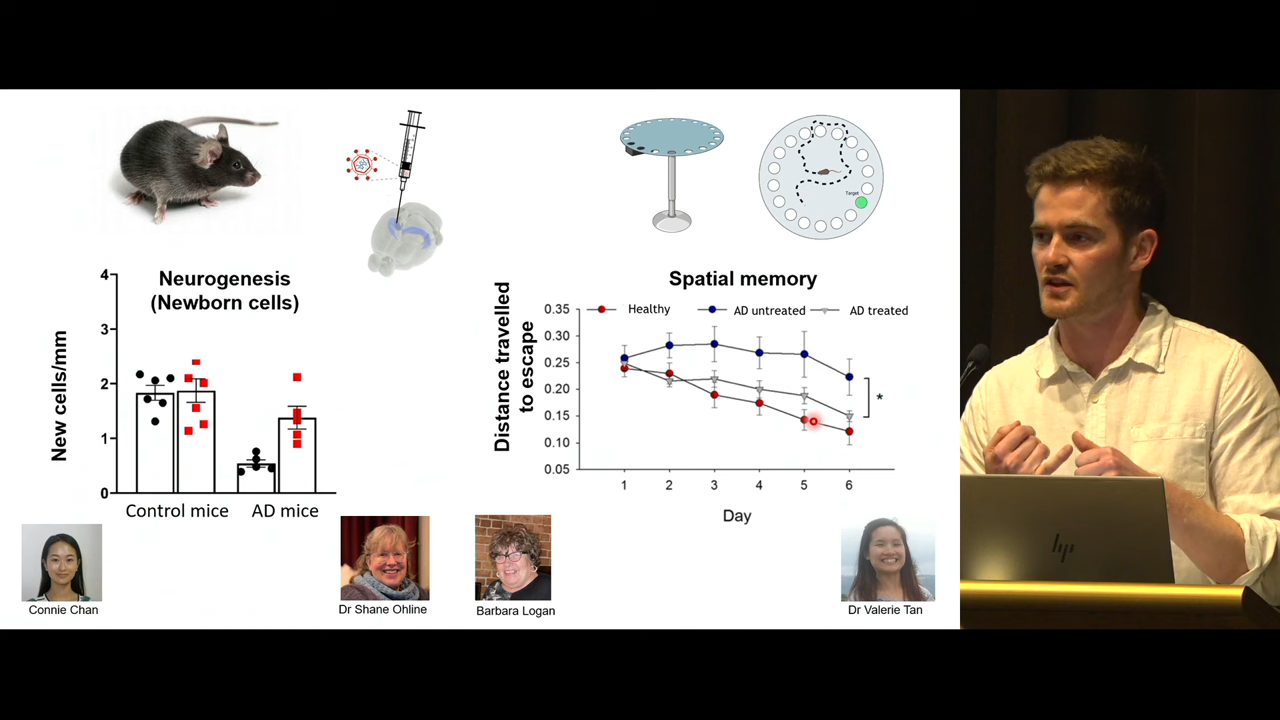 Neurogenesis
(Newborn cells)
New cells/mm
4
3
2
1
0
Control mice
AD mice
Target
Spatial memory
Distance travelled
to escape
Healthy
AD untreated
AD treated
0.35
0.30
0.25
0.20
0.15
0.10
0.05
*
1 2 3 4 5 6
Day
Connie Chan
Dr Shane Ohline
Barbara Logan
Dr Valerie Tan
hp